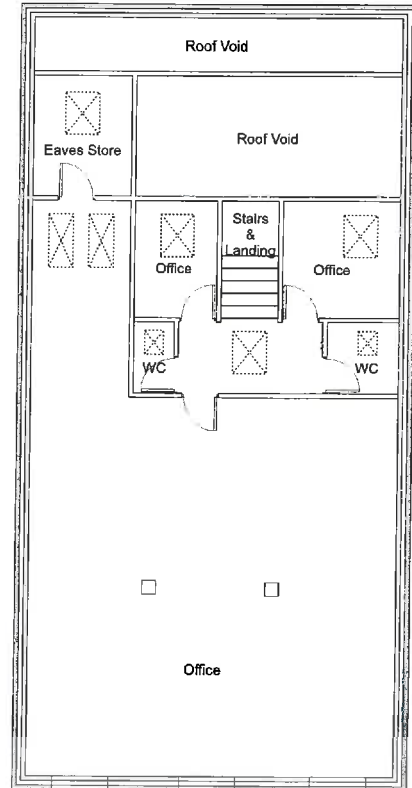 Roof Void
Roof Void
Eaves Store
Stairs
&
Landing
Office
Office
WC
WC
Office